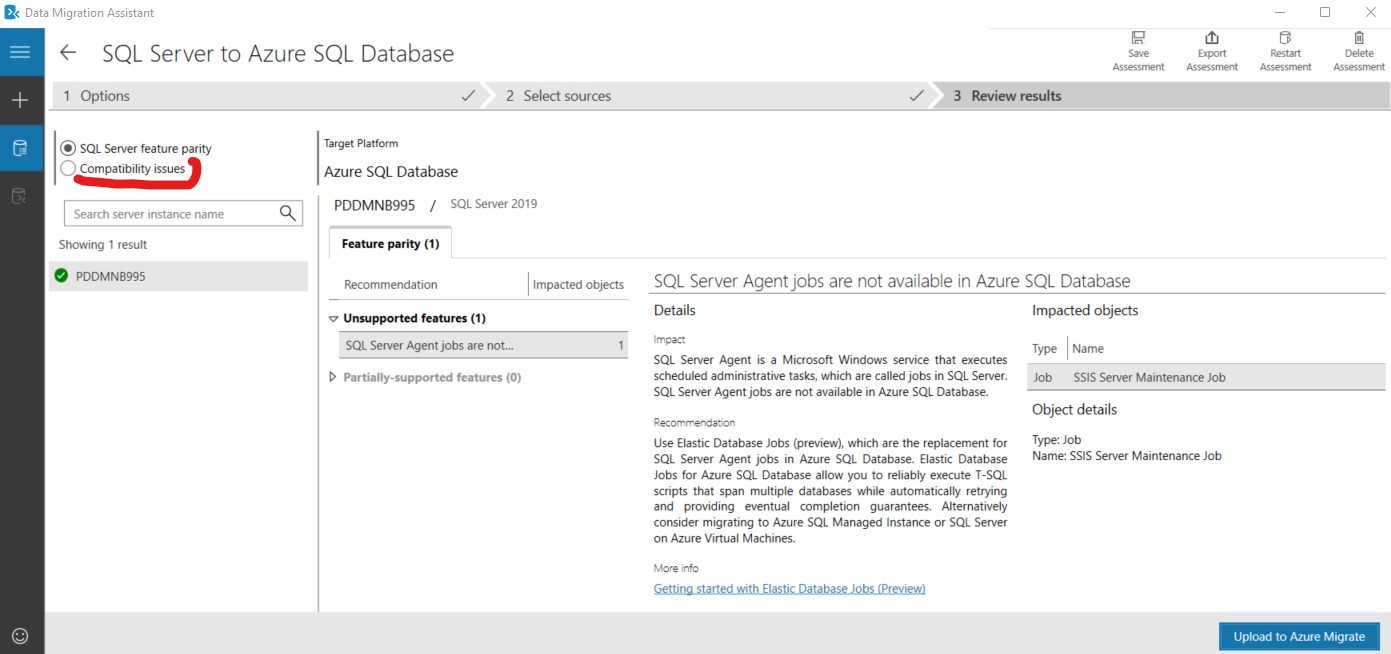 Data Migration Assistant
SQL Server to Azure SQL Database
Save Assessment
Export Assessment
Restart Assessment
Delete Assessment
1 Options
2 Select sources
3 Review results
SQL Server feature parity
Compatibility issues
Search server instance name
Showing 1 result
PDDMNB995
Target Platform
Azure SQL Database
PDDMNB995 / SQL Server 2019
Feature parity (1)
Recommendation Impacted objects
Unsupported features (1)
SQL Server Agent jobs are not... 1
Partially-supported features (0)
SQL Server Agent jobs are not available in Azure SQL Database
Details
Impact
SQL Server Agent is a Microsoft Windows service that executes
scheduled administrative tasks, which are called jobs in SQL Server.
SQL Server Agent jobs are not available in Azure SQL Database.
Recommendation
Use Elastic Database Jobs (preview), which are the replacement for
SQL Server Agent jobs in Azure SQL Database. Elastic Database
Jobs for Azure SQL Database allow you to reliably execute T-SQL
scripts that span multiple databases while automatically retrying
and providing eventual completion guarantees. Alternatively
consider migrating to Azure SQL Managed Instance or SQL Server
on Azure Virtual Machines.
More info
Getting started with Elastic Database Jobs (Preview)
Impacted objects
Type Name
Job SSIS Server Maintenance Job
Object details
Type: Job
Name: SSIS Server Maintenance Job
Upload to Azure Migrate